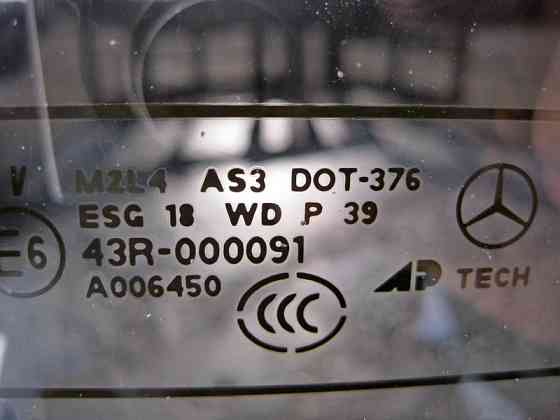 V M2L4 AS3 DOT-376
ESG 18 WD P 39
E6 43R-000091
A006450
CCC
AP TECH